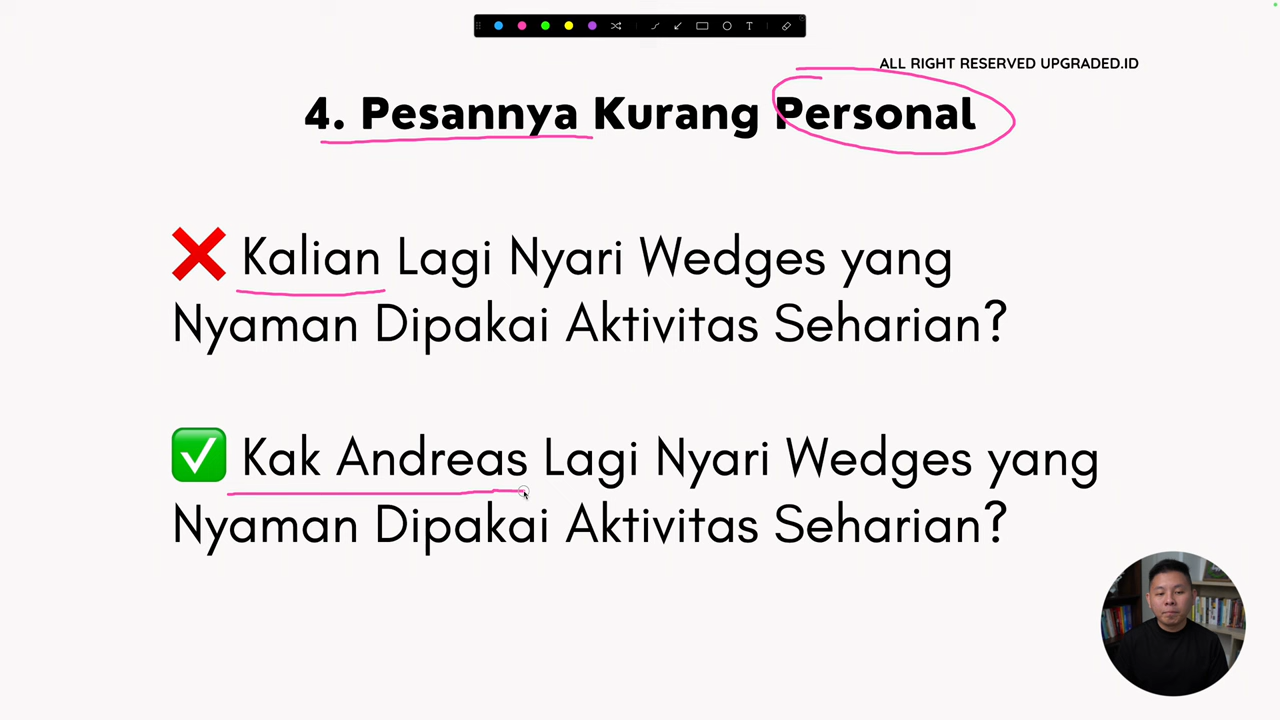 ALL RIGHT RESERVED UPGRADED.ID
4. Pesannya Kurang Personal
❌ Kalian Lagi Nyari Wedges yang
Nyaman Dipakai Aktivitas Seharian?
✅ Kak Andreas Lagi Nyari Wedges yang
Nyaman Dipakai Aktivitas Seharian?